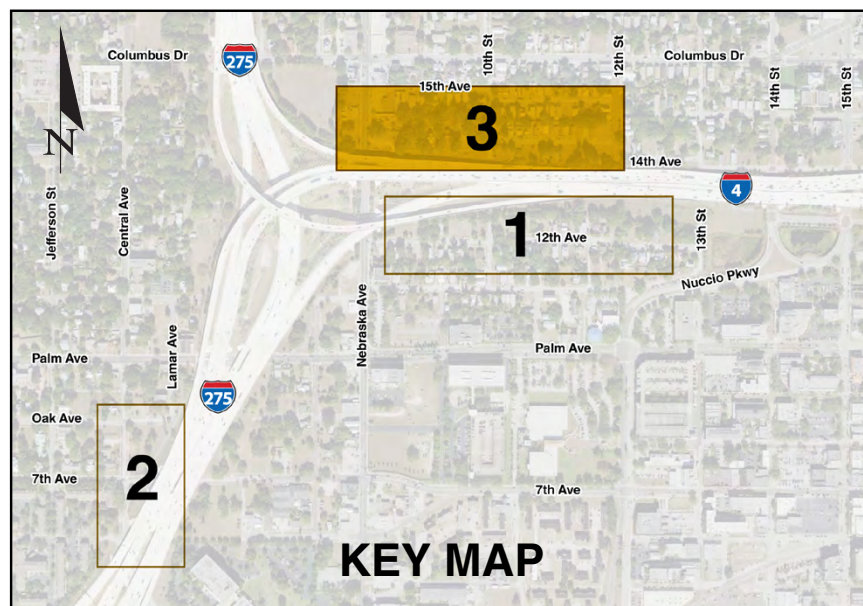 Columbus Dr
275
10th St
12th St
Columbus Dr
14th St
15th St
15th Ave
3
N
14th Ave
4
Jefferson St
Central Ave
1
12th Ave
13th St
Nuccio Pkwy
Nebraska Ave
Lamar Ave
Palm Ave
Palm Ave
275
Oak Ave
7th Ave
2
7th Ave
KEY MAP